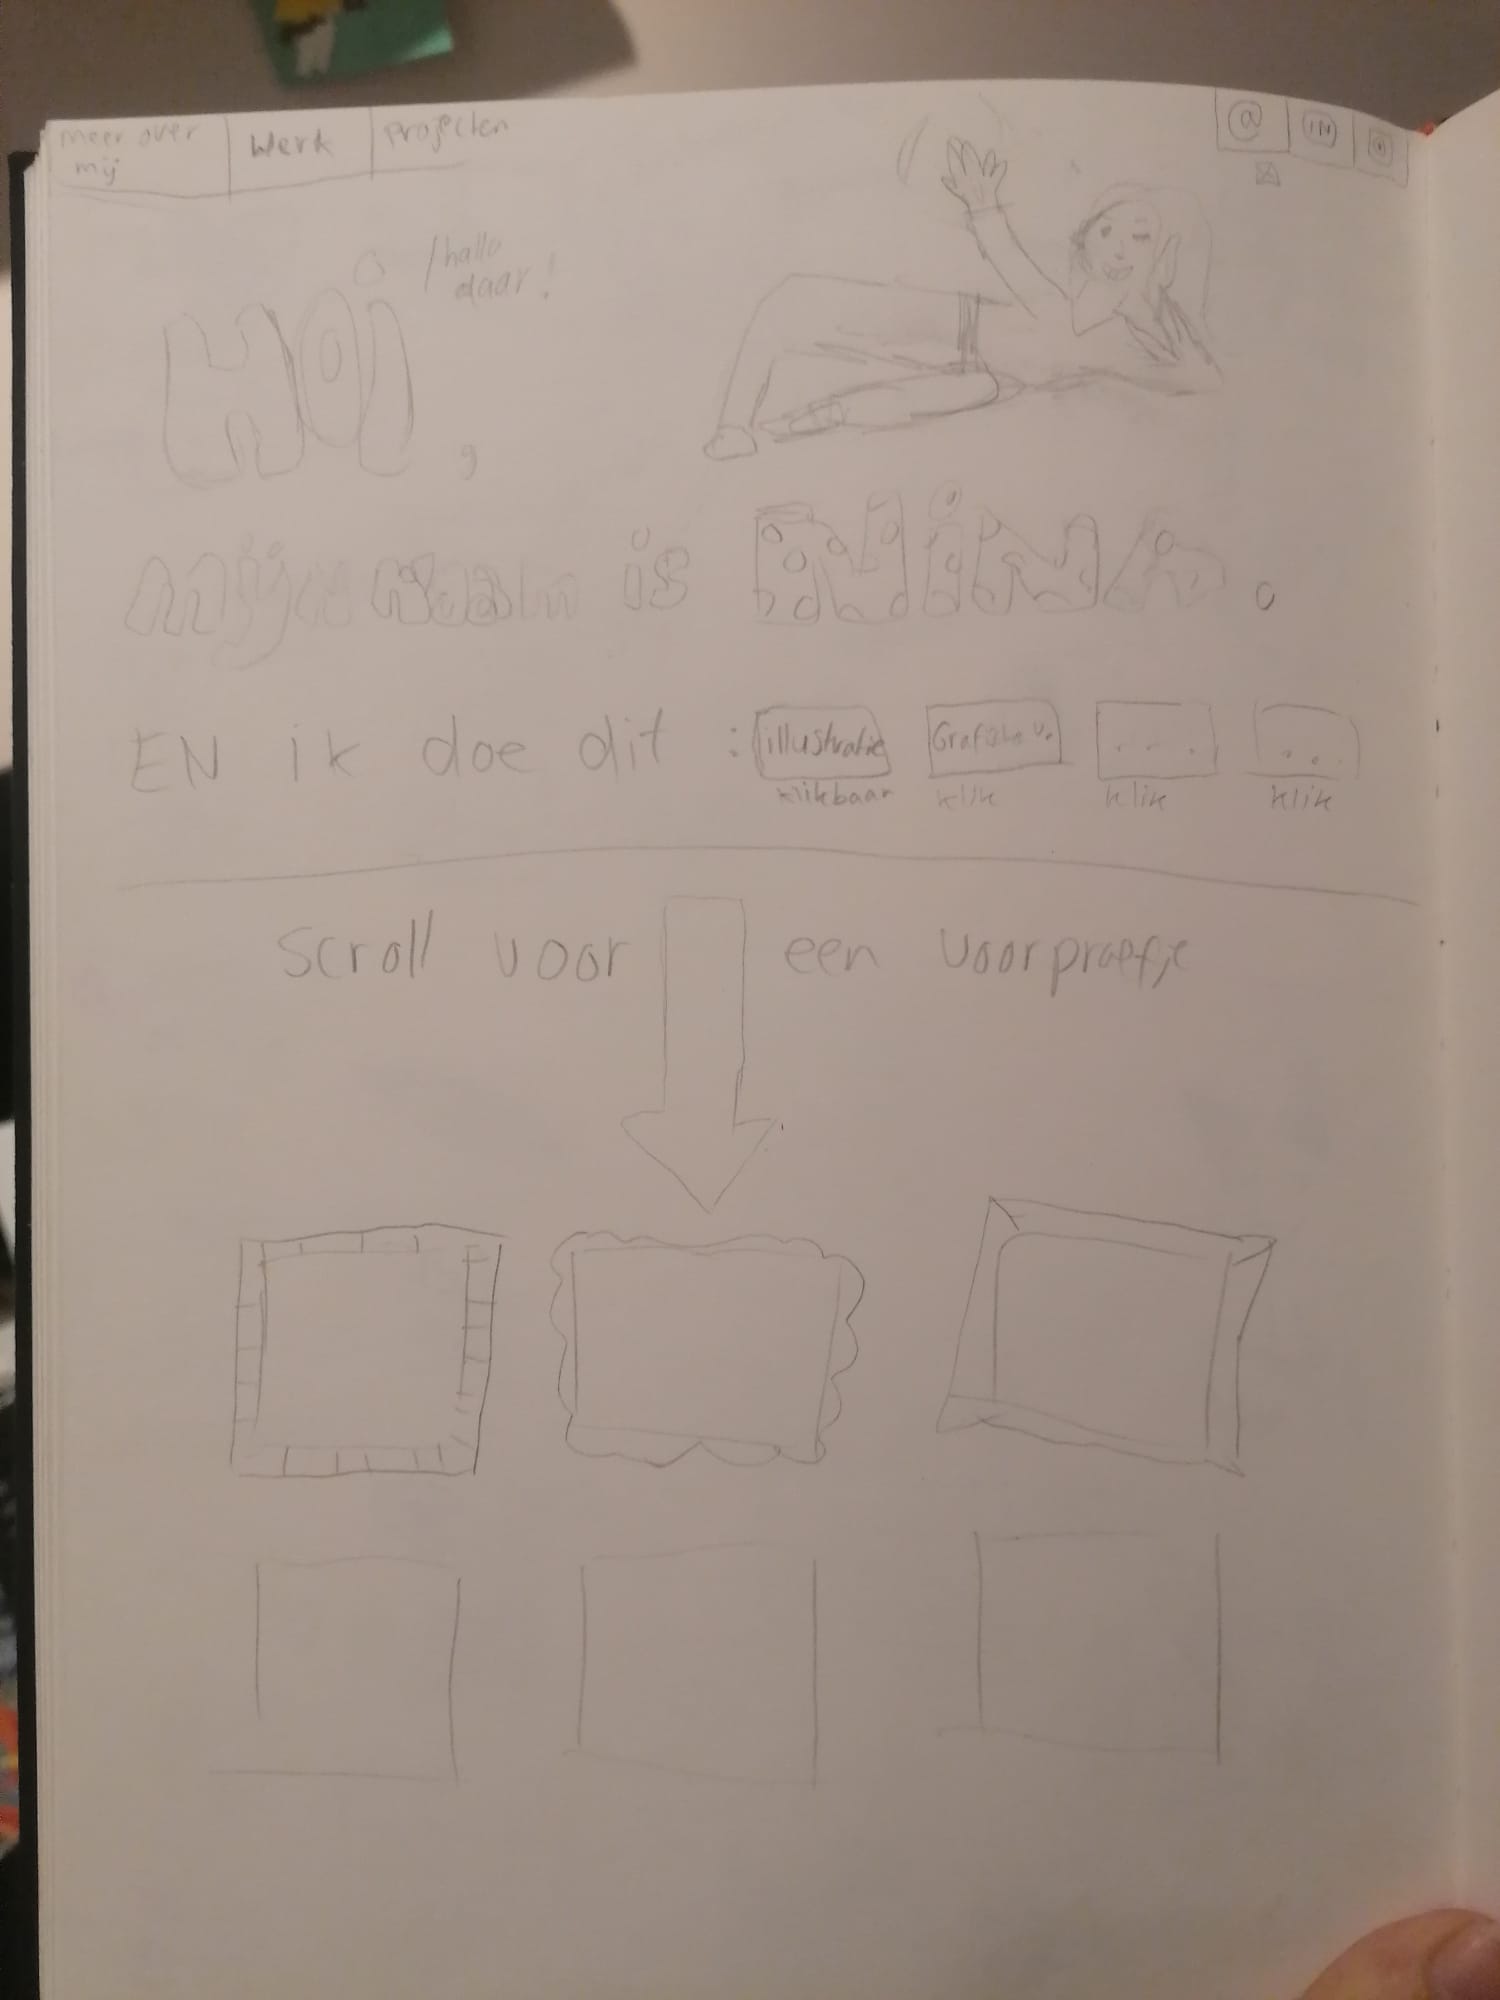 meer over mij
Werk
projecten
@
IN
Hoi,
/hallo daar!
mijn naam is NiNA.
EN ik doe dit : illustratie Grafische v. ... ...
klikbaar klik klik klik
scroll voor een voorproefje